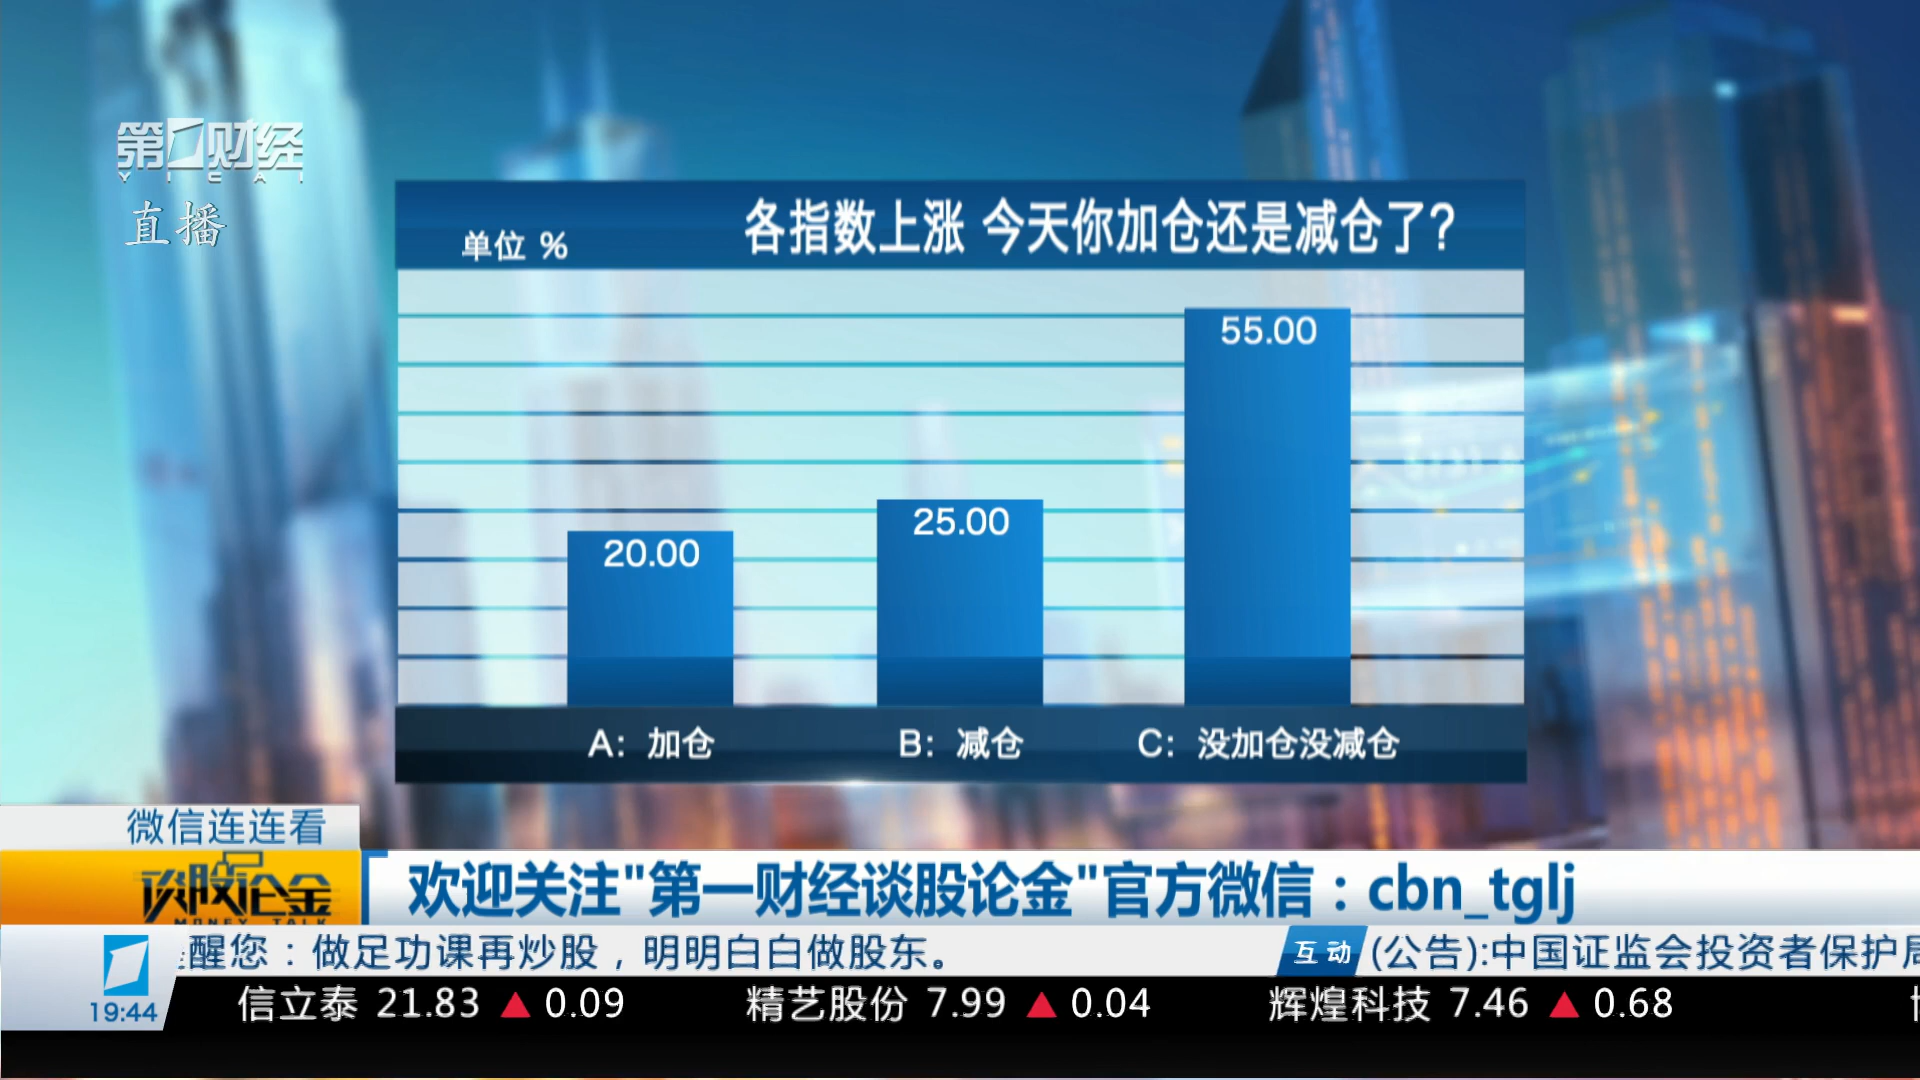 第一财经
YICAI
直播
单位 %
各指数上涨 今天你加仓还是减仓了?
55.00
25.00
20.00
A: 加仓
B: 减仓
C: 没加仓没减仓
微信连连看
谈股论金
MONEY TALK
欢迎关注"第一财经谈股论金"官方微信：cbn_tglj
醒您：做足功课再炒股，明明白白做股东。
互动
(公告):中国证监会投资者保护局
19:44
信立泰 21.83 ▲ 0.09
精艺股份 7.99 ▲ 0.04
辉煌科技 7.46 ▲ 0.68